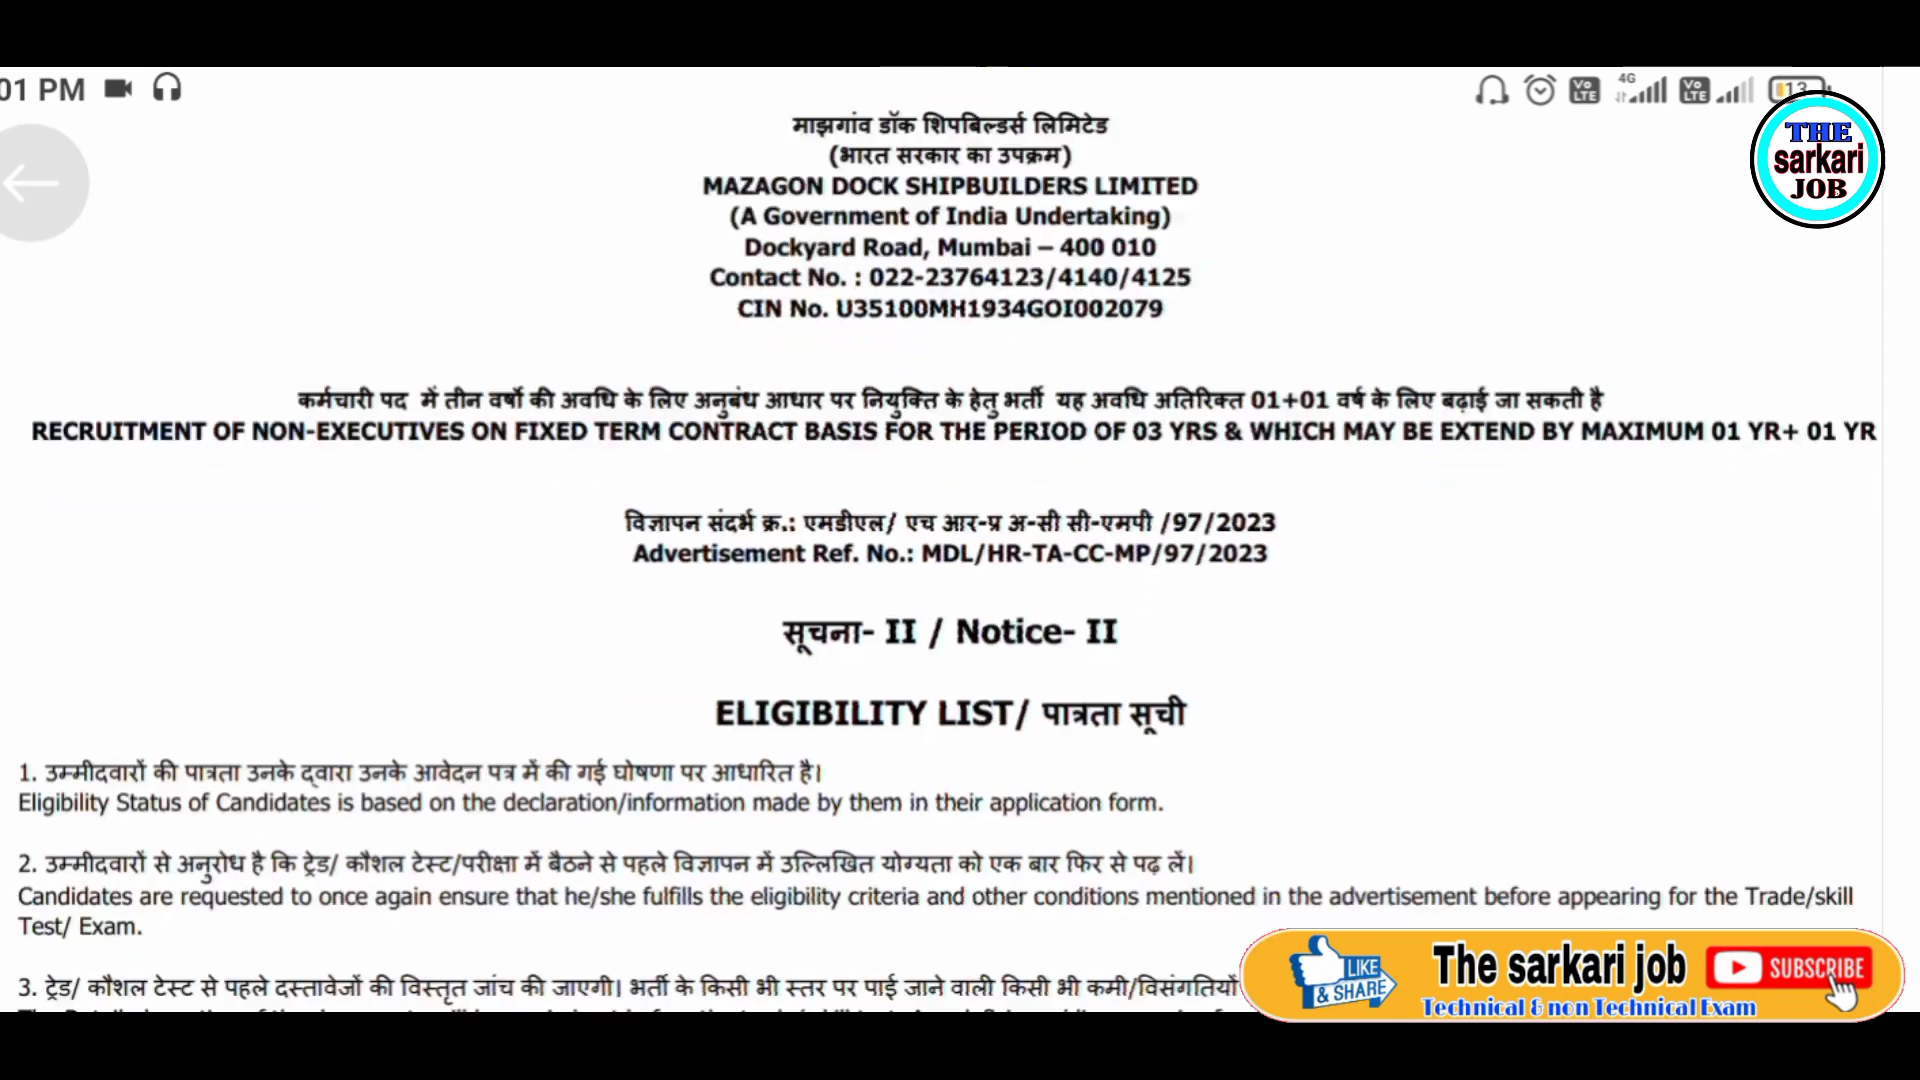 01 PM
4G
Vo LTE
Vo LTE
13
THE
sarkari
JOB
माझगांव डॉक शिपबिल्डर्स लिमिटेड
(भारत सरकार का उपक्रम)
MAZAGON DOCK SHIPBUILDERS LIMITED
(A Government of India Undertaking)
Dockyard Road, Mumbai – 400 010
Contact No. : 022-23764123/4140/4125
CIN No. U35100MH1934GOI002079
कर्मचारी पद में तीन वर्षो की अवधि के लिए अनुबंध आधार पर नियुक्ति के हेतु भर्ती यह अवधि अतिरिक्त 01+01 वर्ष के लिए बढ़ाई जा सकती है
RECRUITMENT OF NON-EXECUTIVES ON FIXED TERM CONTRACT BASIS FOR THE PERIOD OF 03 YRS & WHICH MAY BE EXTEND BY MAXIMUM 01 YR+ 01 YR
विज्ञापन संदर्भ क्र.: एमडीएल/ एच आर-प्र अ-सी सी-एमपी /97/2023
Advertisement Ref. No.: MDL/HR-TA-CC-MP/97/2023
सूचना- II / Notice- II
ELIGIBILITY LIST/ पात्रता सूची
1. उम्मीदवारों की पात्रता उनके द्वारा उनके आवेदन पत्र में की गई घोषणा पर आधारित है।
Eligibility Status of Candidates is based on the declaration/information made by them in their application form.
2. उम्मीदवारों से अनुरोध है कि ट्रेड/ कौशल टेस्ट/परीक्षा में बैठने से पहले विज्ञापन में उल्लिखित योग्यता को एक बार फिर से पढ़ लें।
Candidates are requested to once again ensure that he/she fulfills the eligibility criteria and other conditions mentioned in the advertisement before appearing for the Trade/skill
Test/ Exam.
3. ट्रेड/ कौशल टेस्ट से पहले दस्तावेजों की विस्तृत जांच की जाएगी। भर्ती के किसी भी स्तर पर पाई जाने वाली किसी भी कमी/विसंगतियों
LIKE
& SHARE
The sarkari job
SUBSCRIBE
Technical & non Technical Exam